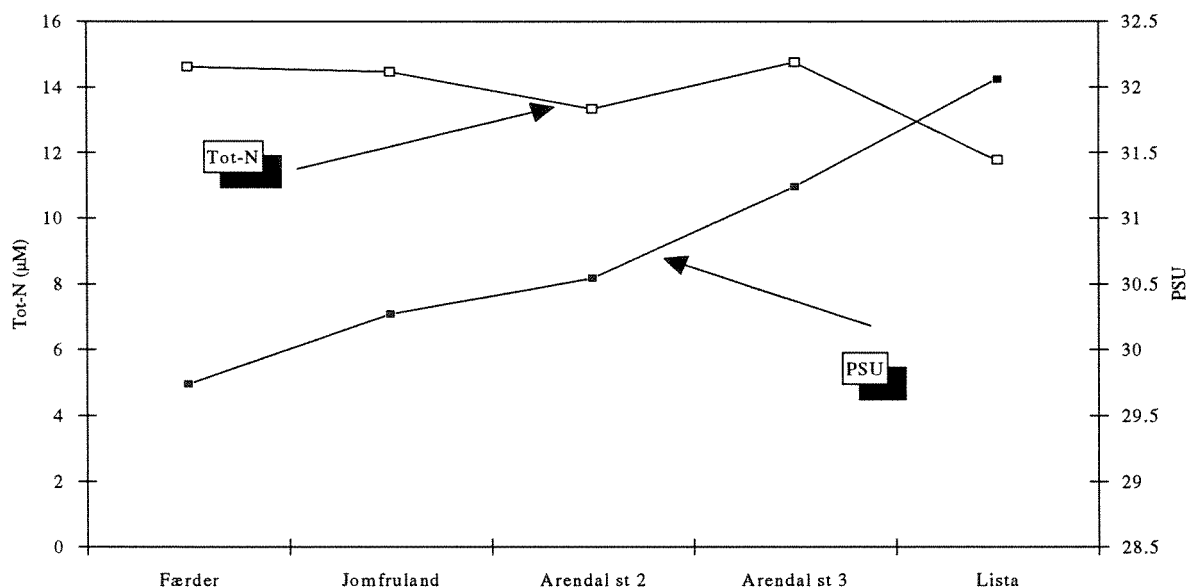 16
14
12
10
8
6
4
2
0
Tot-N (µM)
32.5
32
31.5
31
30.5
30
29.5
29
28.5
PSU
Tot-N
PSU
Færder
Jomfruland
Arendal st 2
Arendal st 3
Lista